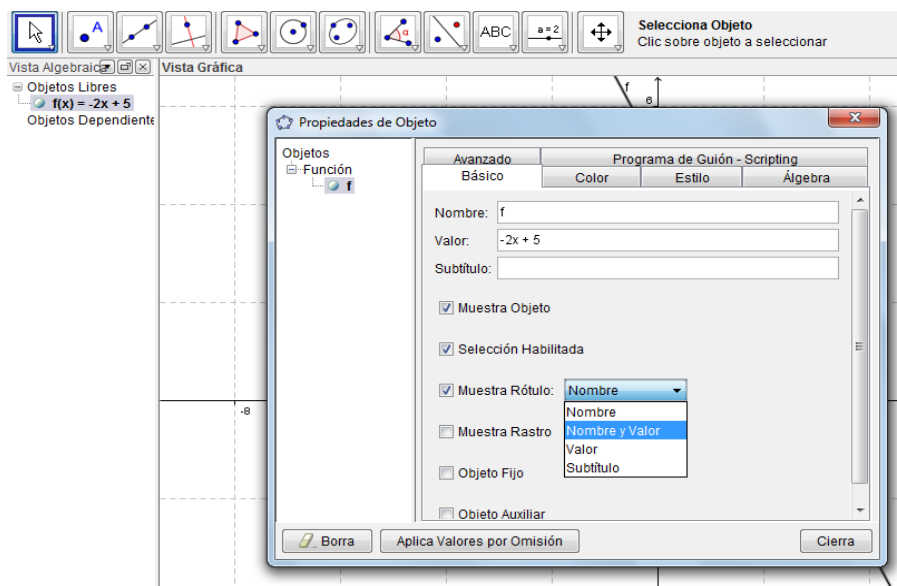 A
α
ABC
a=2
Selecciona Objeto
Clic sobre objeto a seleccionar
Vista Algebraica
Vista Gráfica
Objetos Libres
f(x) = -2x + 5
Objetos Dependiente
f
6
-8
Propiedades de Objeto
Objetos
Función
f
Avanzado
Programa de Guión - Scripting
Básico
Color
Estilo
Álgebra
Nombre: f
Valor: -2x + 5
Subtítulo:
Muestra Objeto
Selección Habilitada
Muestra Rótulo: Nombre
Nombre
Nombre y Valor
Valor
Subtítulo
Muestra Rastro
Objeto Fijo
Objeto Auxiliar
Borra
Aplica Valores por Omisión
Cierra